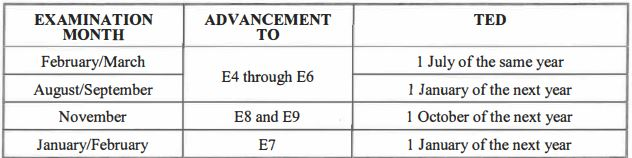 EXAMINATION MONTH ADVANCEMENT TO TED
February/March E4 through E6 1 July of the same year
August/September 1 January of the next year
November E8 and E9 1 October of the next year
January/February E7 1 January of the next year